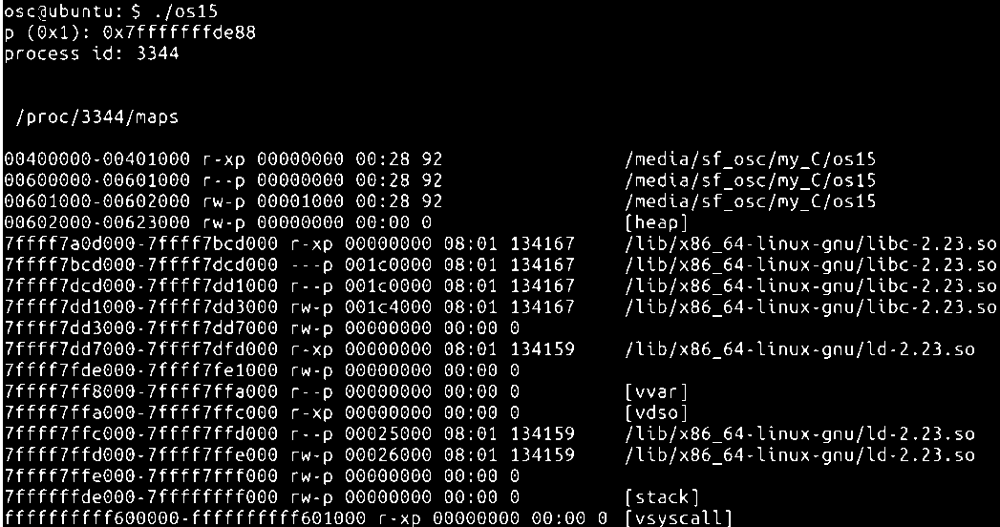 osc@ubuntu: $ ./os15
p (0x1): 0x7fffffffde88
process id: 3344
/proc/3344/maps
00400000-00401000 r-xp 00000000 00:28 92 /media/sf_osc/my_C/os15
00600000-00601000 r--p 00000000 00:28 92 /media/sf_osc/my_C/os15
00601000-00602000 rw-p 00001000 00:28 92 /media/sf_osc/my_C/os15
00602000-00623000 rw-p 00000000 00:00 0 [heap]
7ffff7a0d000-7ffff7bcd000 r-xp 00000000 08:01 134167 /lib/x86_64-linux-gnu/libc-2.23.so
7ffff7bcd000-7ffff7dcd000 ---p 001c0000 08:01 134167 /lib/x86_64-linux-gnu/libc-2.23.so
7ffff7dcd000-7ffff7dd1000 r--p 001c0000 08:01 134167 /lib/x86_64-linux-gnu/libc-2.23.so
7ffff7dd1000-7ffff7dd3000 rw-p 001c4000 08:01 134167 /lib/x86_64-linux-gnu/libc-2.23.so
7ffff7dd3000-7ffff7dd7000 rw-p 00000000 00:00 0
7ffff7dd7000-7ffff7dfd000 r-xp 00000000 08:01 134159 /lib/x86_64-linux-gnu/ld-2.23.so
7ffff7fde000-7ffff7fe1000 rw-p 00000000 00:00 0
7ffff7ff8000-7ffff7ffa000 r--p 00000000 00:00 0 [vvar]
7ffff7ffa000-7ffff7ffc000 r-xp 00000000 00:00 0 [vdso]
7ffff7ffc000-7ffff7ffd000 r--p 00025000 08:01 134159 /lib/x86_64-linux-gnu/ld-2.23.so
7ffff7ffd000-7ffff7ffe000 rw-p 00026000 08:01 134159 /lib/x86_64-linux-gnu/ld-2.23.so
7ffff7ffe000-7ffff7fff000 rw-p 00000000 00:00 0
7ffffffde000-7ffffffff000 rw-p 00000000 00:00 0 [stack]
ffffffffff600000-ffffffffff601000 r-xp 00000000 00:00 0 [vsyscall]